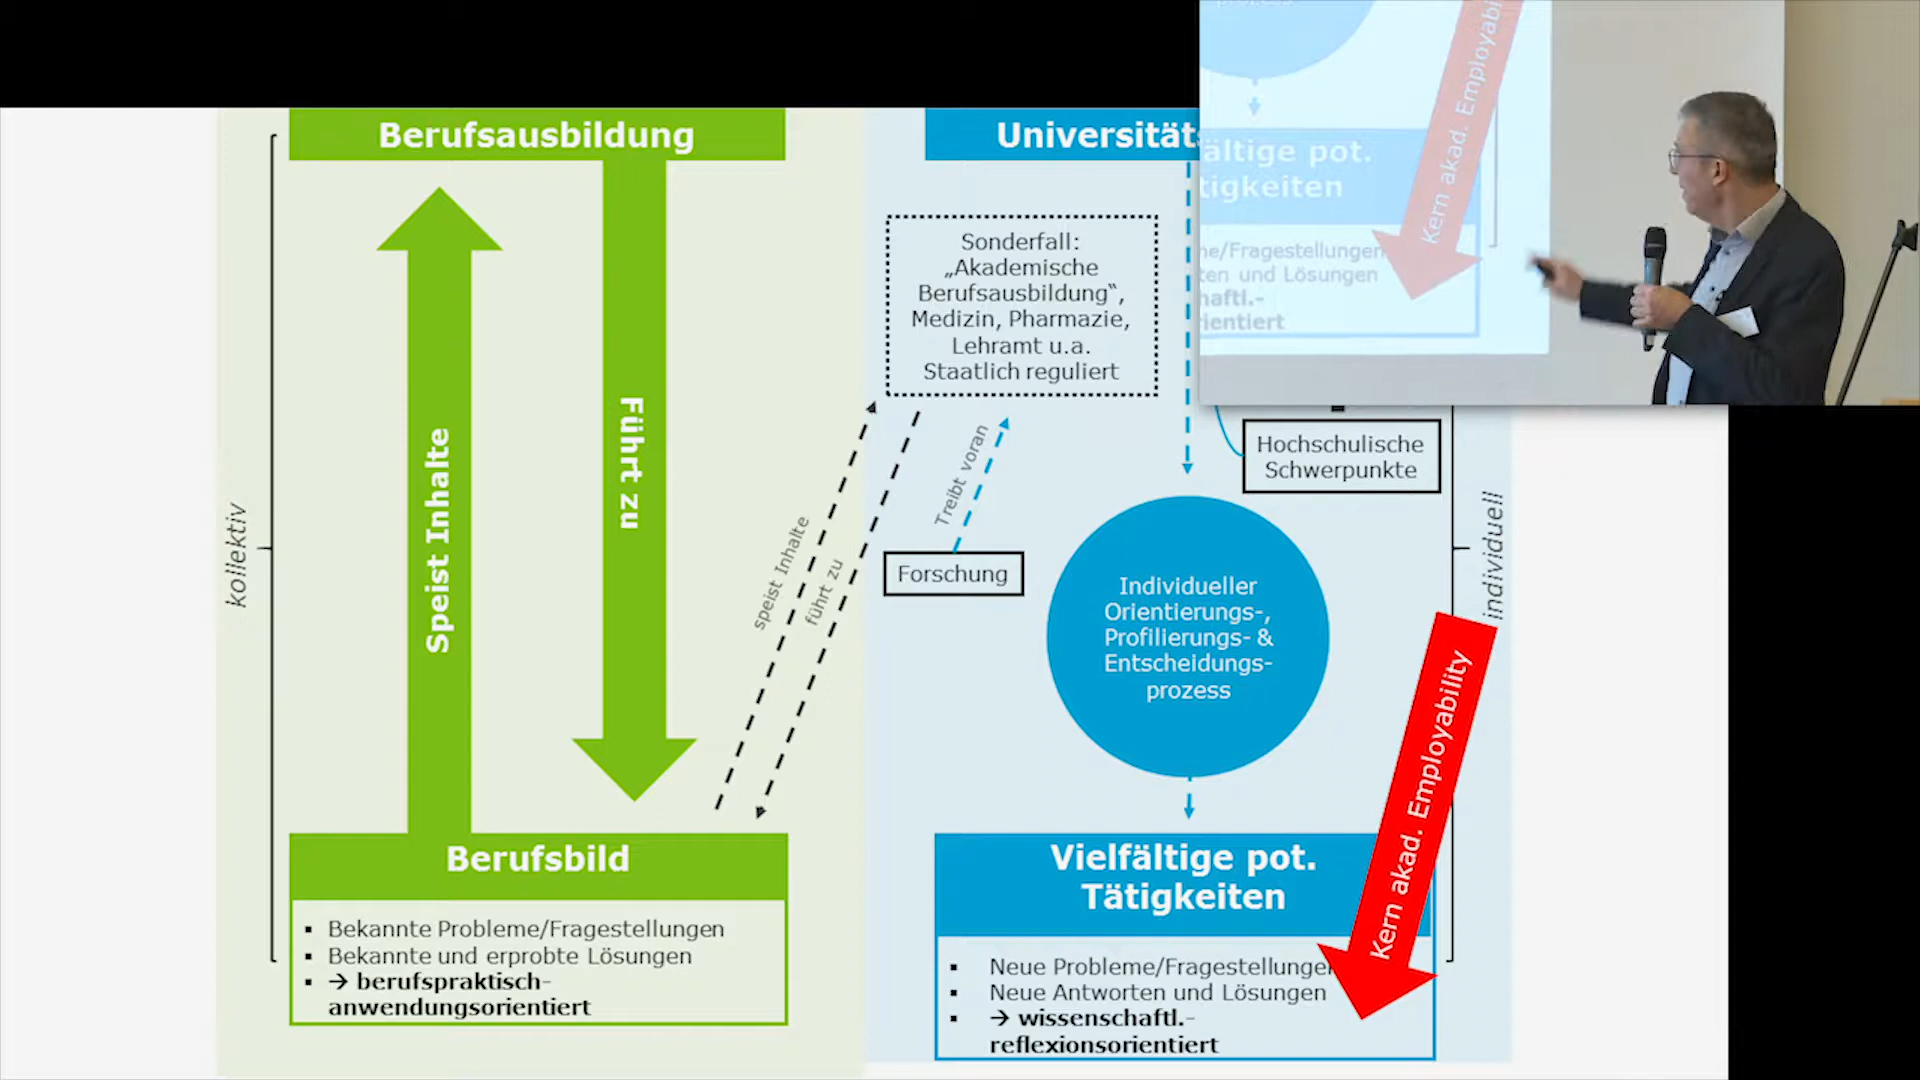 Berufsausbildung
Speist Inhalte
Führt zu
kollektiv
Berufsbild
▪ Bekannte Probleme/Fragestellungen
▪ Bekannte und erprobte Lösungen
▪ → berufspraktisch-
anwendungsorientiert
speist Inhalte
führt zu
Universitäts
Sonderfall:
„Akademische
Berufsausbildung“,
Medizin, Pharmazie,
Lehramt u.a.
Staatlich reguliert
Treibt voran
Forschung
Hochschulische
Schwerpunkte
Individueller
Orientierungs-,
Profilierungs- &
Entscheidungs-
prozess
individuell
Kern akad. Employability
Vielfältige pot.
Tätigkeiten
▪ Neue Probleme/Fragestellungen
▪ Neue Antworten und Lösungen
▪ → wissenschaftl.-
reflexionsorientiert
prozess
ältige pot.
tigkeiten
Kern akad. Employabi
ne/Fragestellungen
ten und Lösungen
haftl.-
rientiert